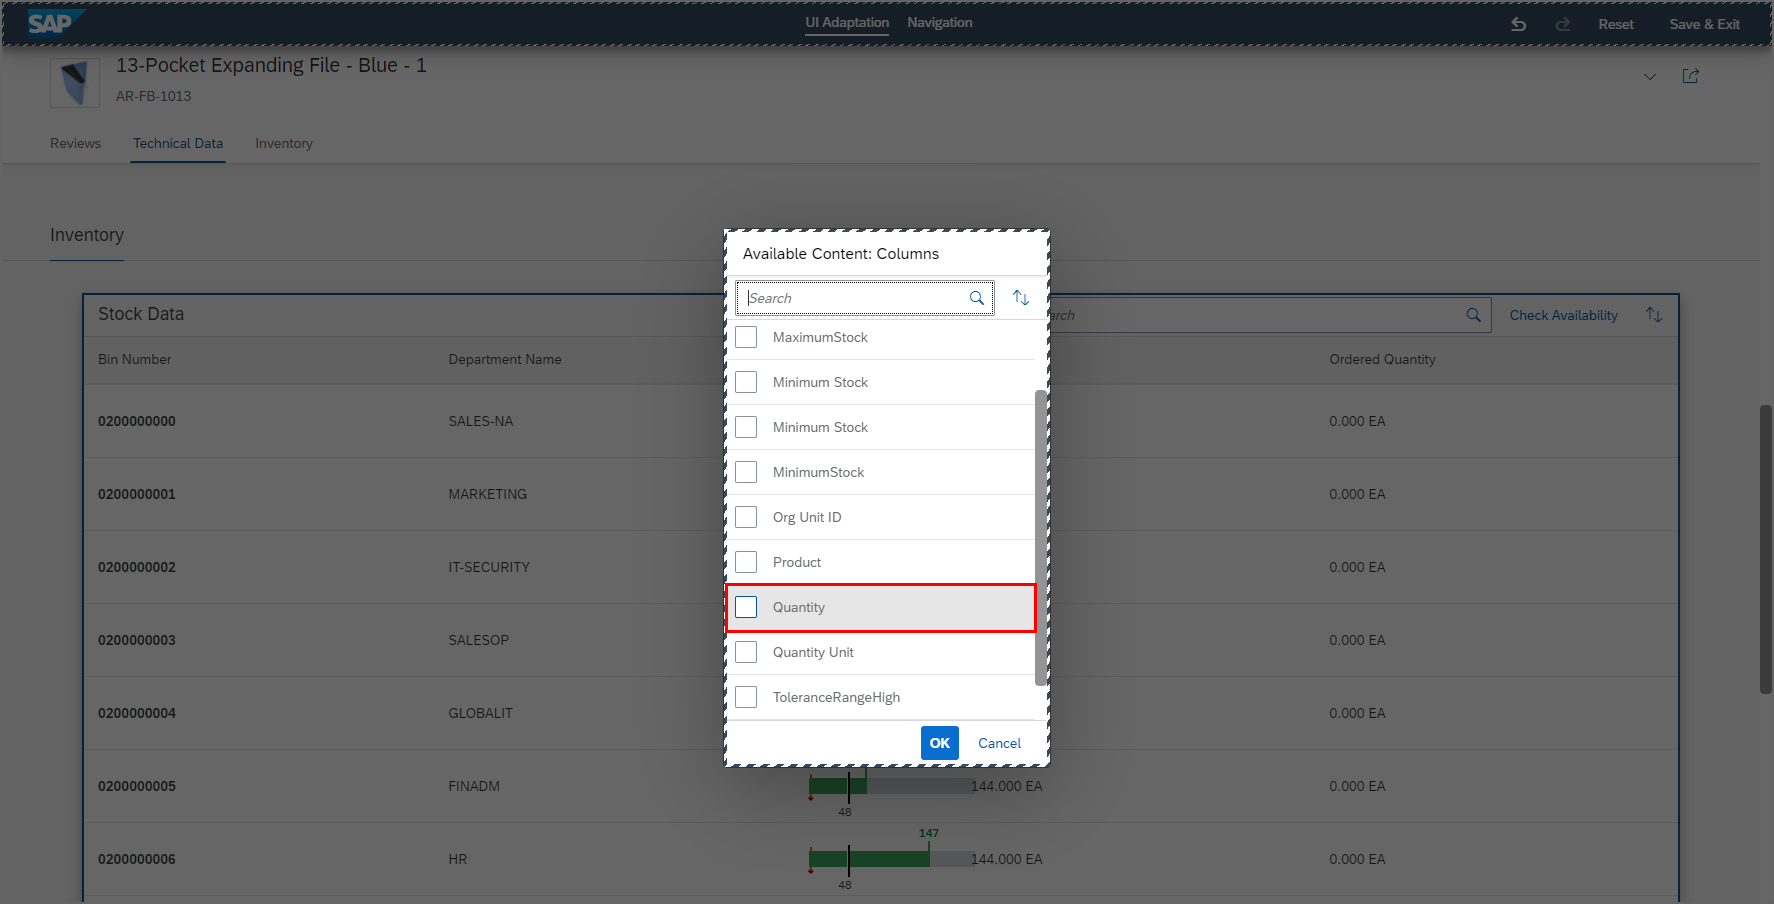 SAP
UI Adaptation Navigation
Reset Save & Exit
13-Pocket Expanding File - Blue - 1
AR-FB-1013
Reviews Technical Data Inventory
Inventory
Available Content: Columns
Search
Stock Data
Check Availability
Bin Number Department Name Ordered Quantity
MaximumStock
Minimum Stock
Minimum Stock
MinimumStock
Org Unit ID
Product
Quantity
Quantity Unit
ToleranceRangeHigh
OK Cancel
0200000000 SALES-NA 0.000 EA
0200000001 MARKETING 0.000 EA
0200000002 IT-SECURITY 0.000 EA
0200000003 SALESOP 0.000 EA
0200000004 GLOBALIT 0.000 EA
0200000005 FINADM 144.000 EA 0.000 EA
48
147
0200000006 HR 144.000 EA 0.000 EA
48